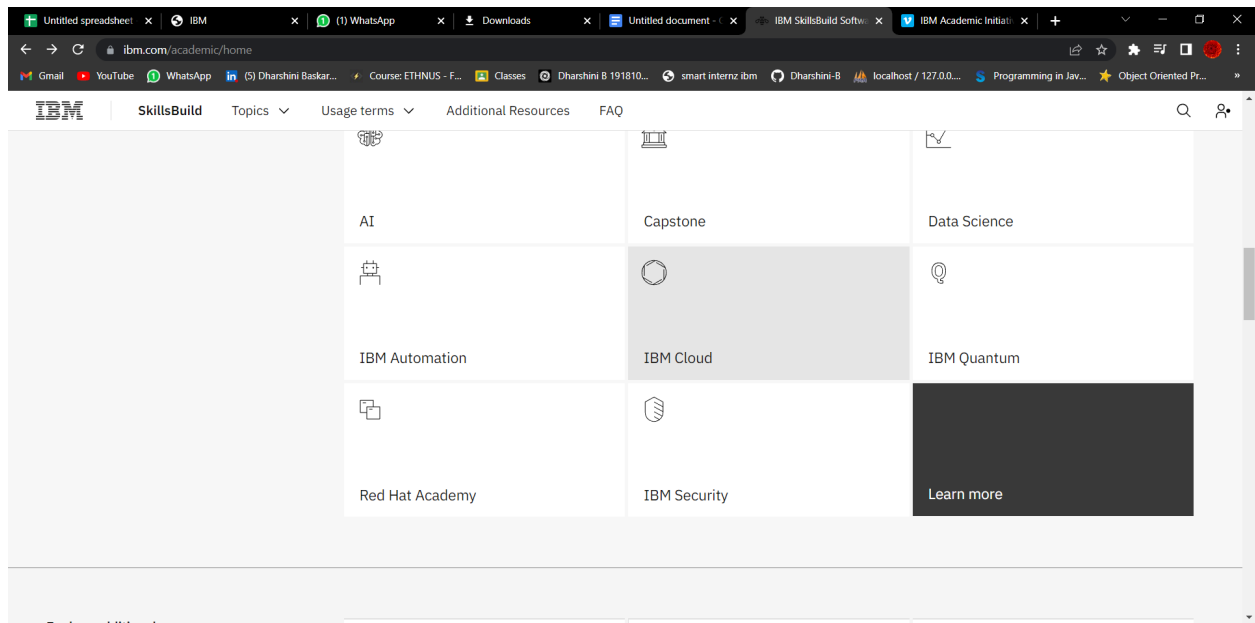 Untitled spreadsheet IBM (1) WhatsApp Downloads Untitled document - IBM SkillsBuild Softwa IBM Academic Initiati
ibm.com/academic/home
Gmail YouTube WhatsApp (5) Dharshini Baskar... Course: ETHNUS - F... Classes Dharshini B 191810... smart internz ibm Dharshini-B localhost / 127.0.0.... Programming in Jav... Object Oriented Pr... »
IBM SkillsBuild Topics Usage terms Additional Resources FAQ
AI Capstone Data Science
IBM Automation IBM Cloud IBM Quantum
Red Hat Academy IBM Security Learn more